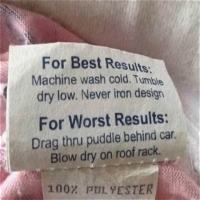 For Best Results:
Machine wash cold. Tumble
dry low. Never iron design
For Worst Results:
Drag thru puddle behind car.
Blow dry on roof rack.
100% POLYESTER